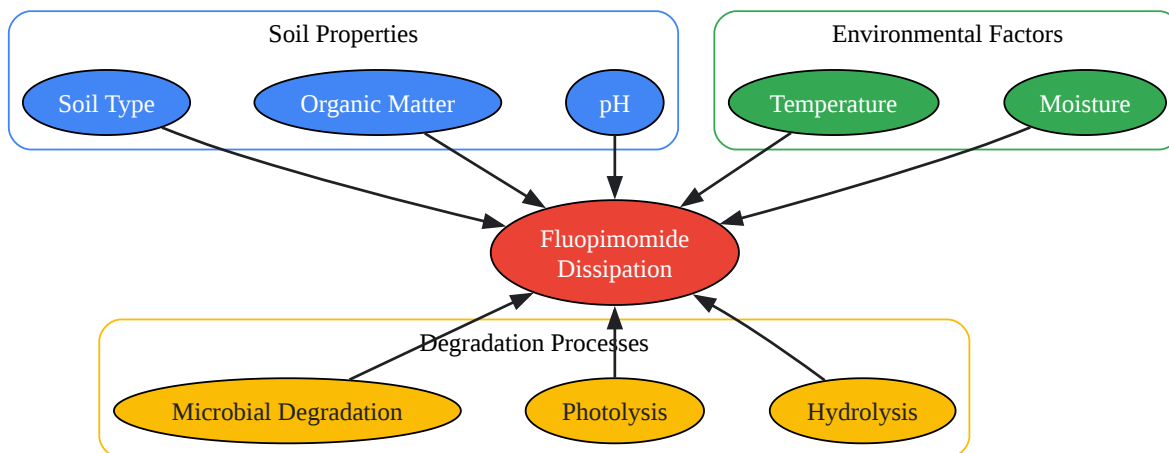 Soil Properties
Environmental Factors
Soil Type
Organic Matter
pH
Temperature
Moisture
Fluopimomide
Dissipation
Degradation Processes
Microbial Degradation
Photolysis
Hydrolysis